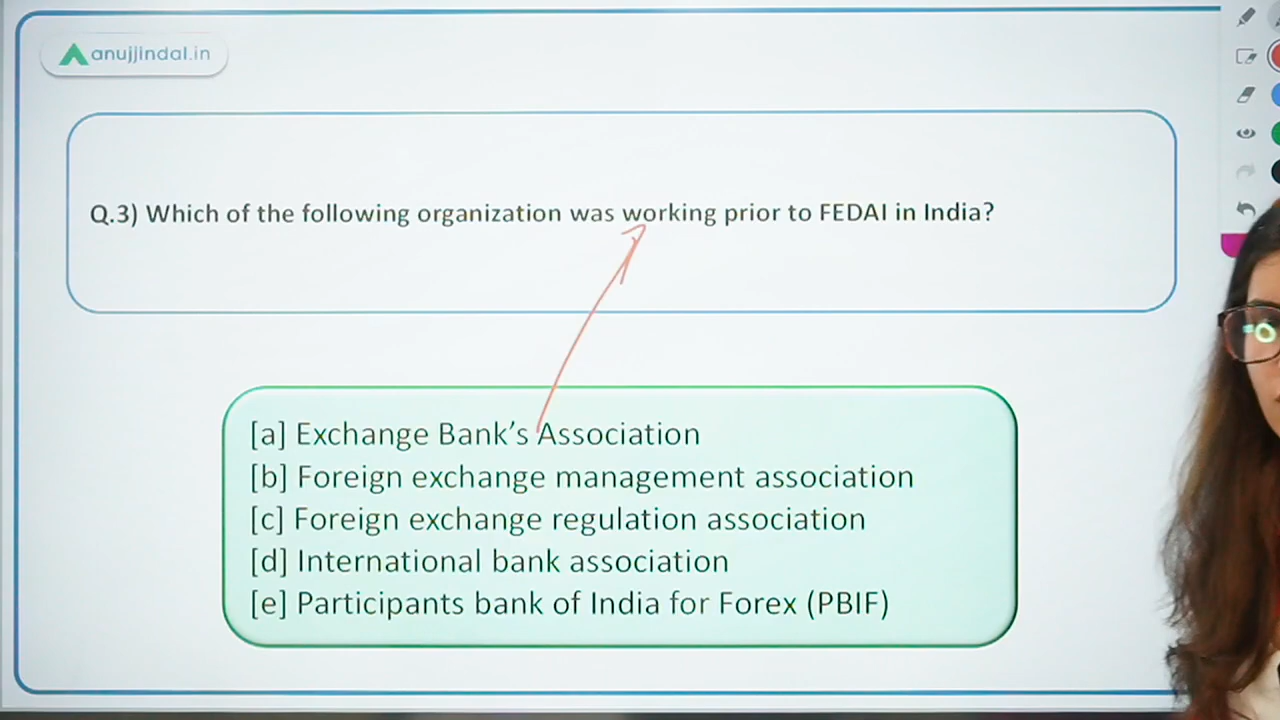 anujjindal.in
Q.3) Which of the following organization was working prior to FEDAI in India?
[a] Exchange Bank’s Association
[b] Foreign exchange management association
[c] Foreign exchange regulation association
[d] International bank association
[e] Participants bank of India for Forex (PBIF)